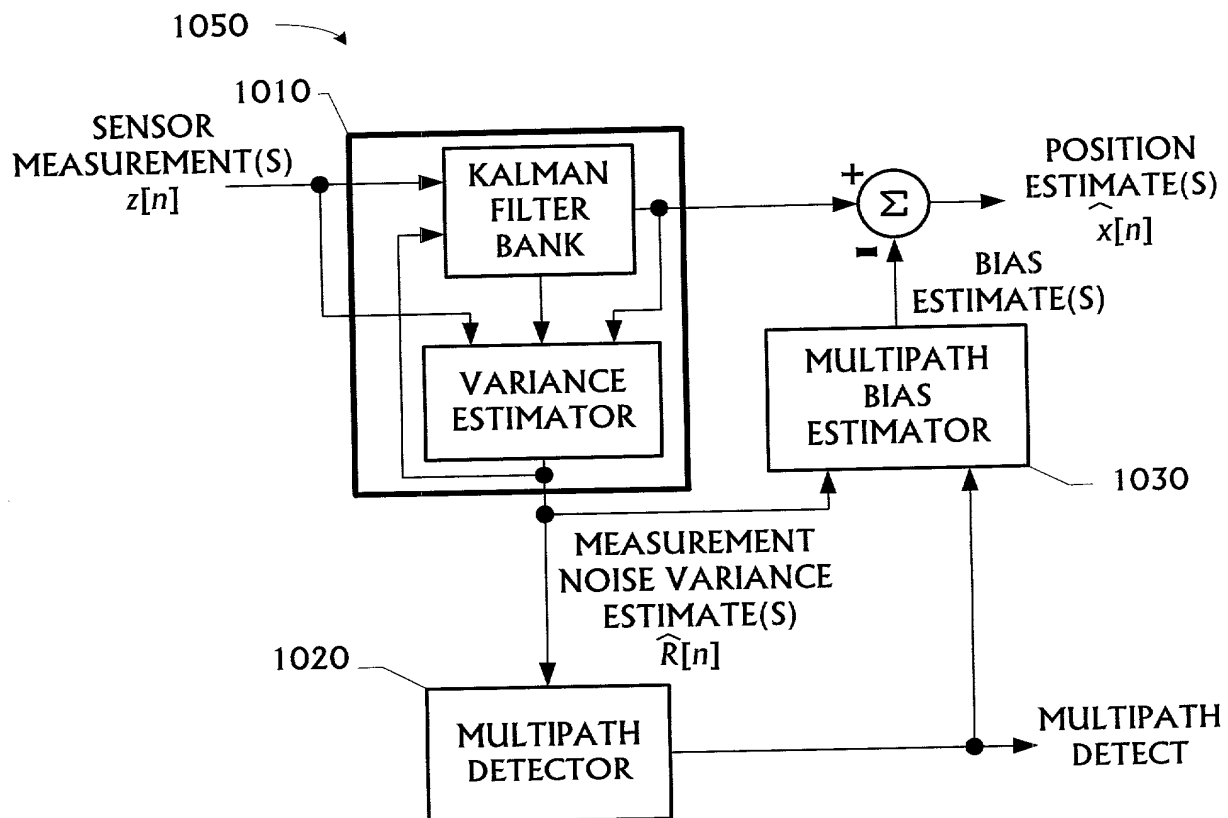 1050
1010
SENSOR
MEASUREMENT(S)
z[n]
KALMAN
FILTER
BANK
+
Σ
-
POSITION
ESTIMATE(S)
x̂[n]
BIAS
ESTIMATE(S)
VARIANCE
ESTIMATOR
MULTIPATH
BIAS
ESTIMATOR
1030
MEASUREMENT
NOISE VARIANCE
ESTIMATE(S)
R̂[n]
1020
MULTIPATH
DETECTOR
MULTIPATH
DETECT